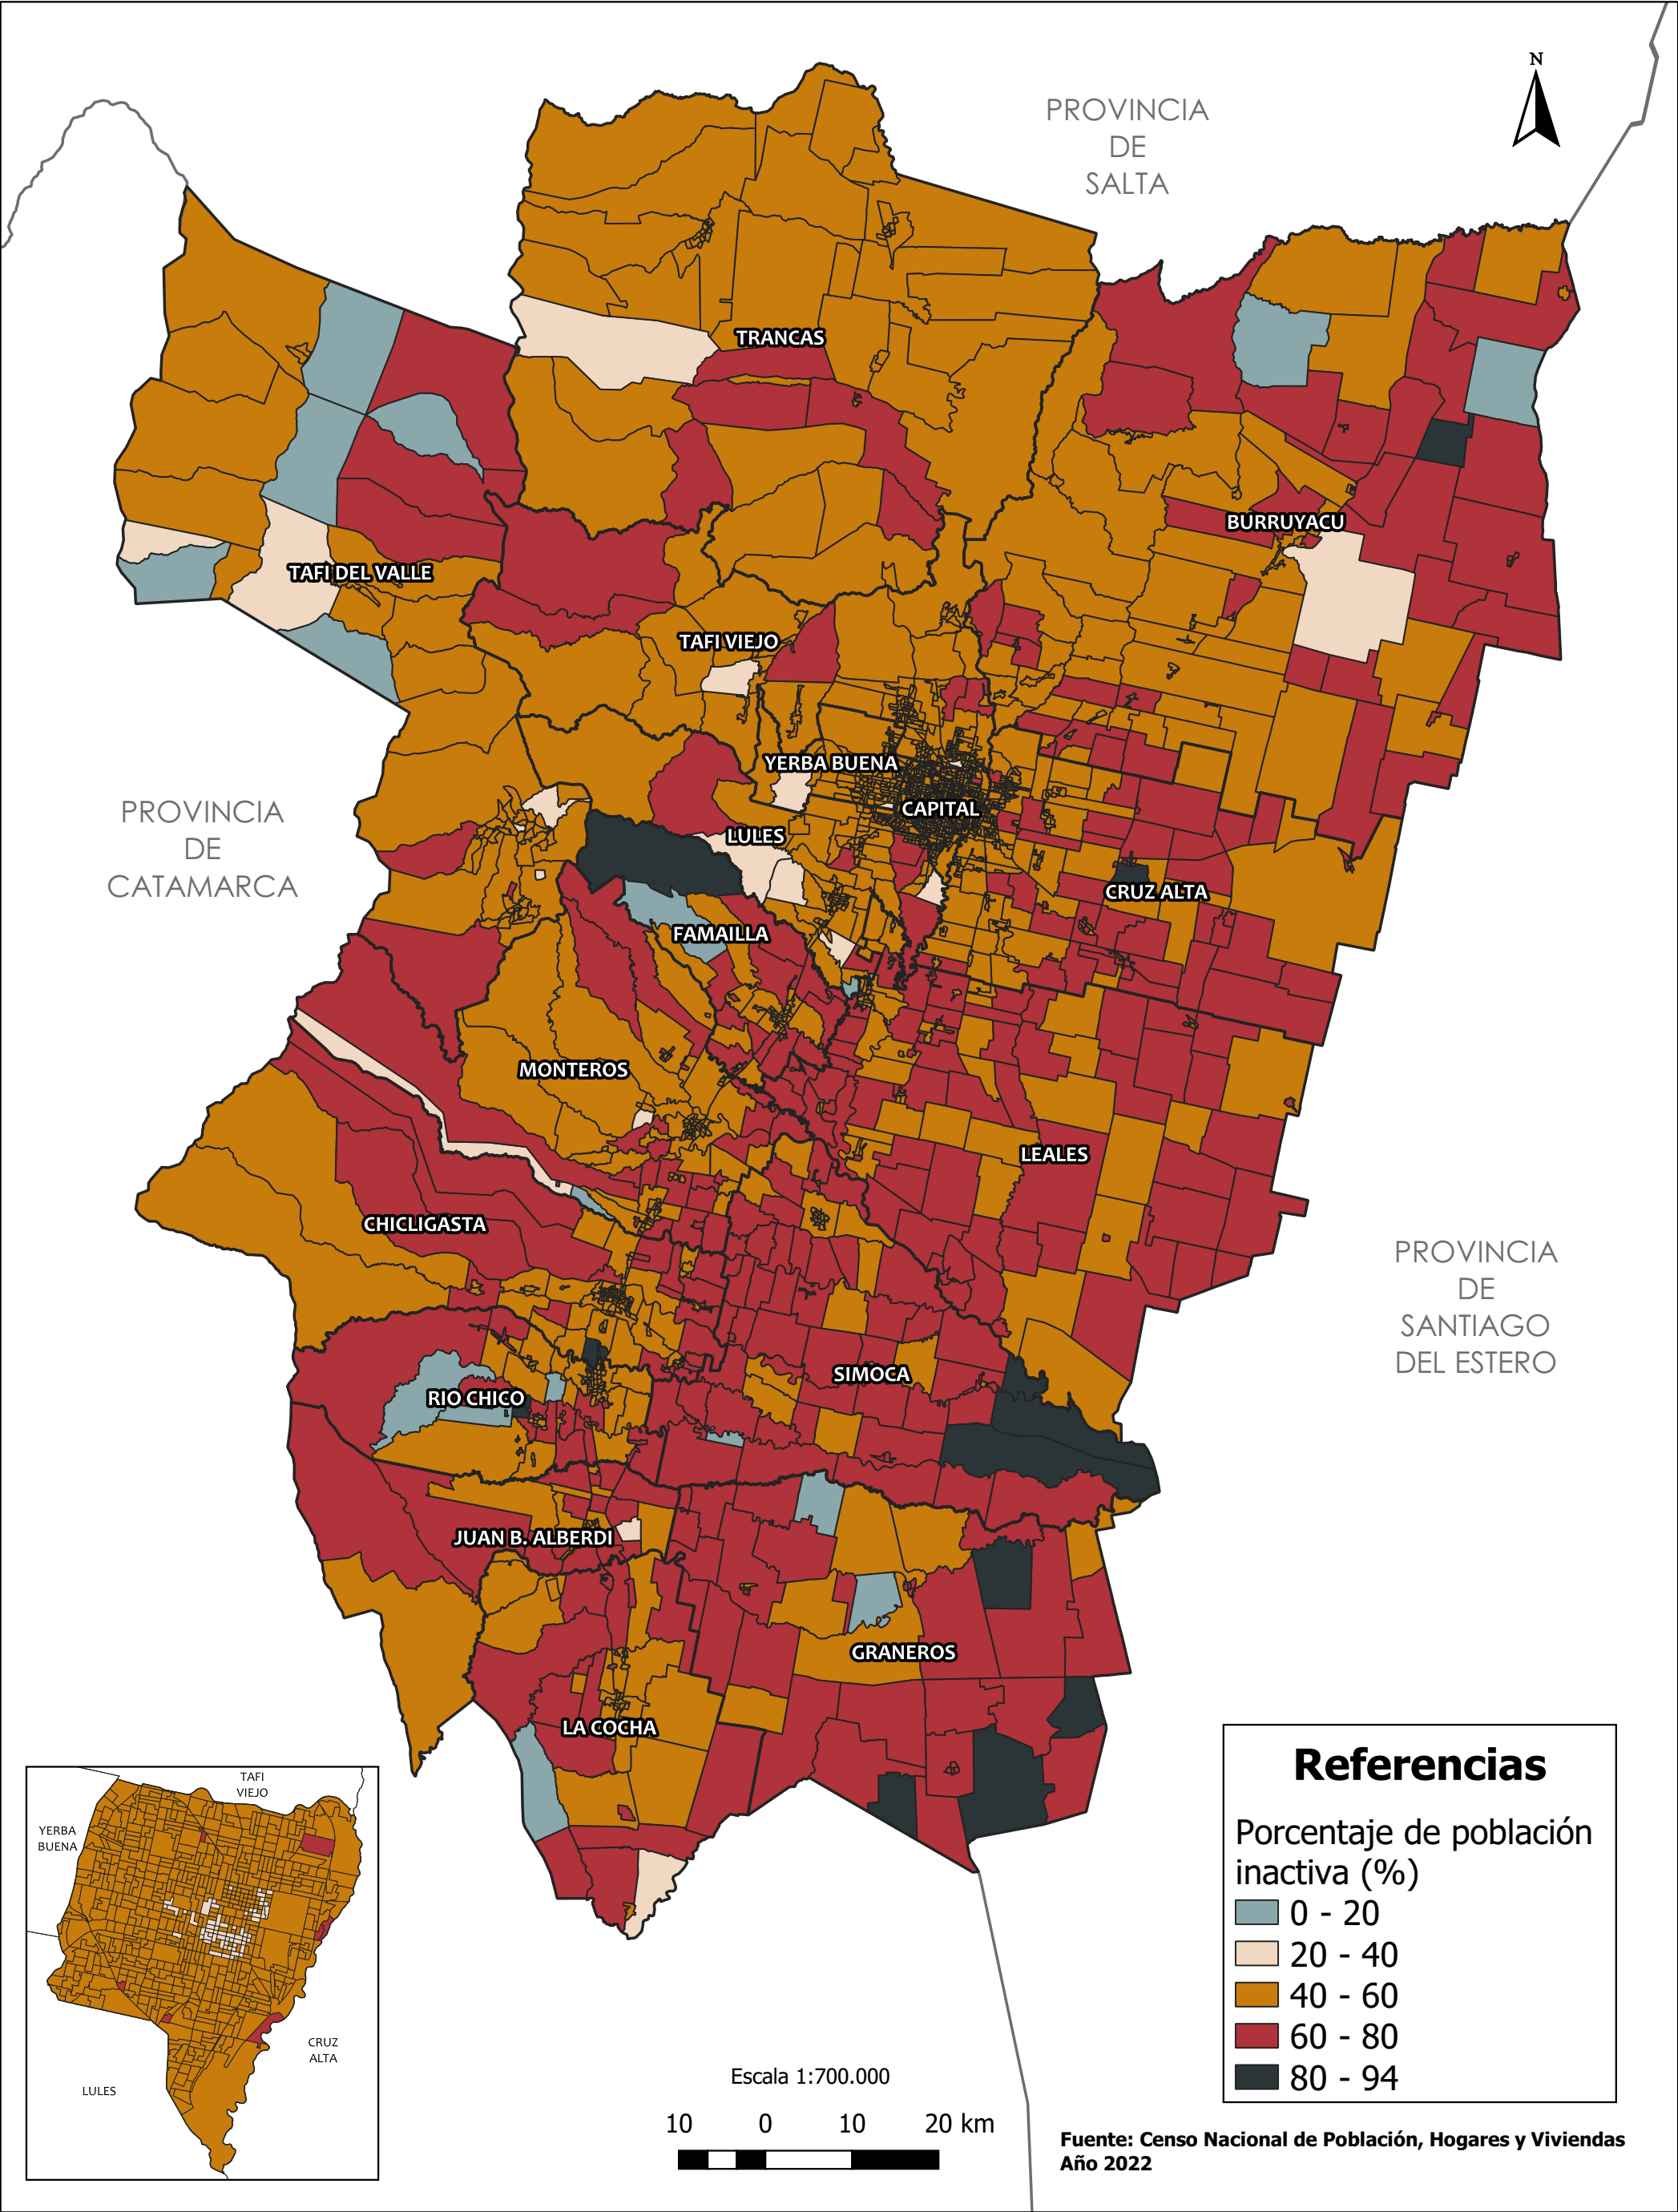 N
PROVINCIA
DE
SALTA
TRANCAS
BURRUYACU
TAFI DEL VALLE
TAFI VIEJO
YERBA BUENA
CAPITAL
PROVINCIA
DE
CATAMARCA
LULES
CRUZ ALTA
FAMAILLA
MONTEROS
LEALES
CHICLIGASTA
PROVINCIA
DE
SANTIAGO
DEL ESTERO
SIMOCA
RIO CHICO
JUAN B. ALBERDI
GRANEROS
LA COCHA
TAFI
VIEJO
YERBA
BUENA
CRUZ
ALTA
LULES
Referencias
Porcentaje de población
inactiva (%)
0 - 20
20 - 40
40 - 60
60 - 80
80 - 94
Escala 1:700.000
10 0 10 20 km
Fuente: Censo Nacional de Población, Hogares y Viviendas
Año 2022